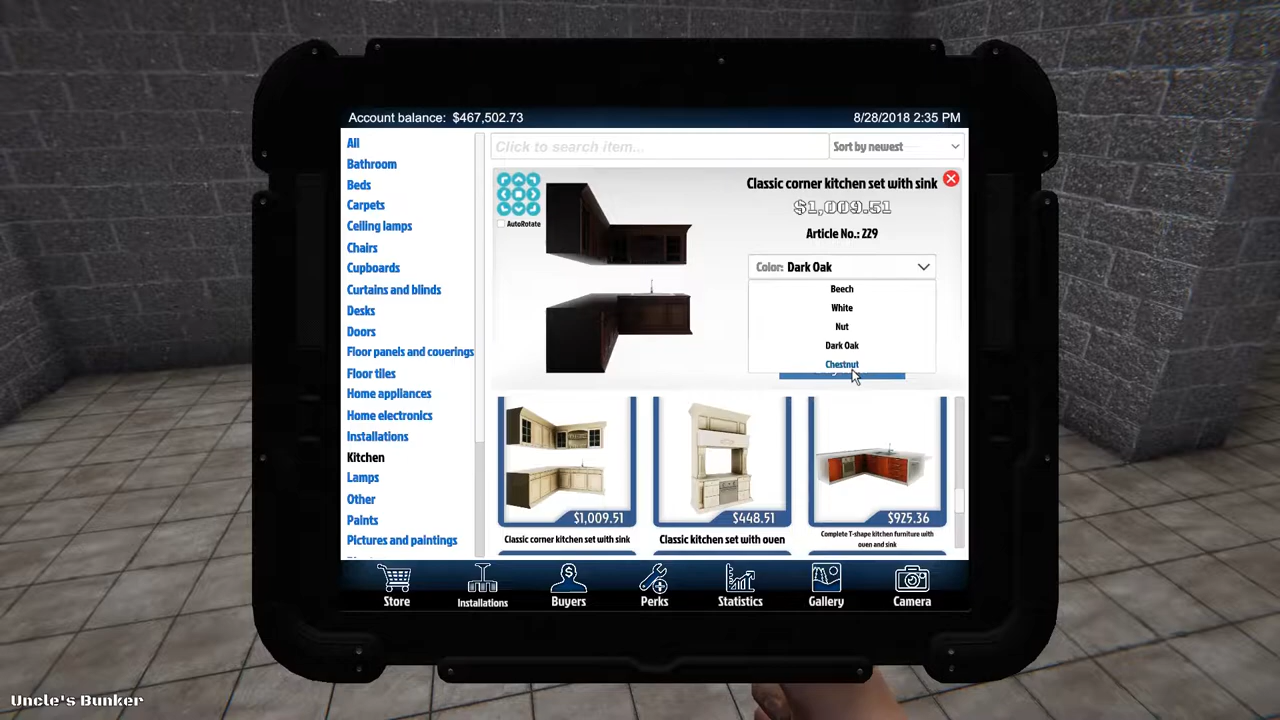 Account balance: $467,502.73
8/28/2018 2:35 PM
All
Bathroom
Beds
Carpets
Ceiling lamps
Chairs
Cupboards
Curtains and blinds
Desks
Doors
Floor panels and coverings
Floor tiles
Home appliances
Home electronics
Installations
Kitchen
Lamps
Other
Paints
Pictures and paintings
Click to search item...
Sort by newest
AutoRotate
Classic corner kitchen set with sink
$1,009.51
Article No.: 229
Color: Dark Oak
Beech
White
Nut
Dark Oak
Chestnut
$1,009.51
Classic corner kitchen set with sink
$448.51
Classic kitchen set with oven
$925.36
Complete T-shape kitchen furniture with
oven and sink
Store
Installations
Buyers
Perks
Statistics
Gallery
Camera
Uncle's Bunker